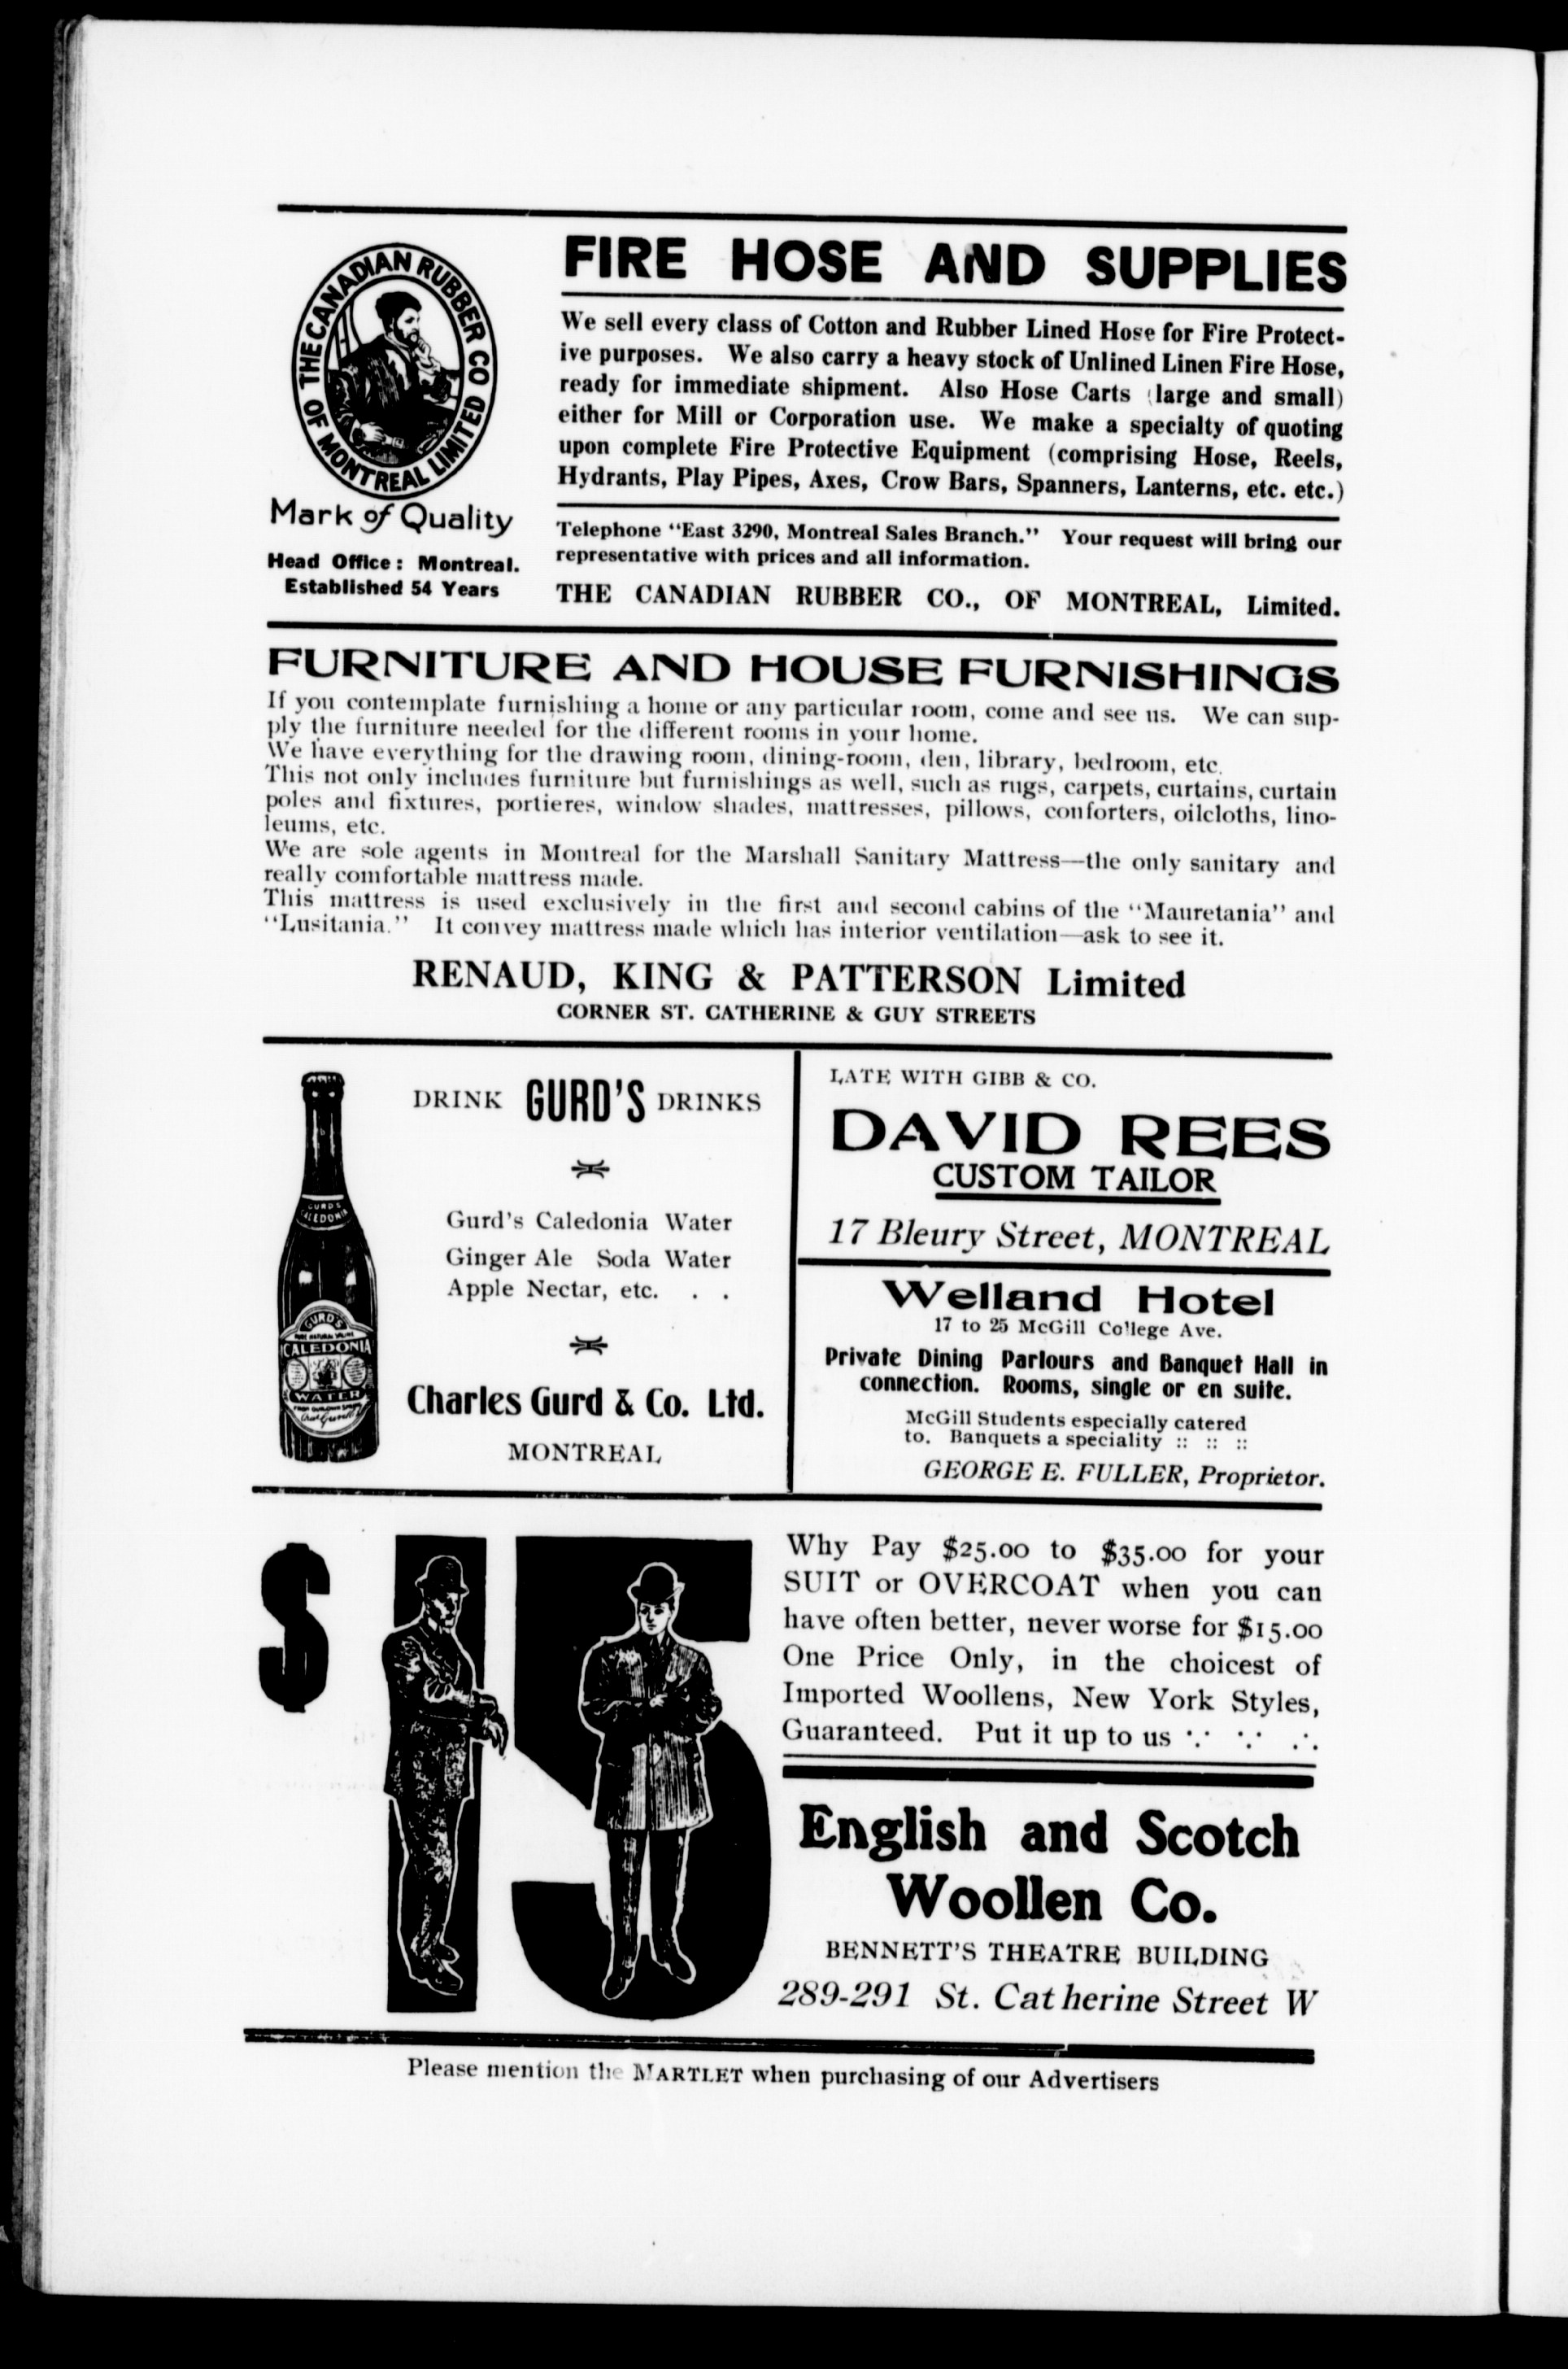 THE CANADIAN RUBBER CO
OF MONTREAL LIMITED
Mark of Quality
Head Office: Montreal.
Established 54 Years
FIRE HOSE AND SUPPLIES
We sell every class of Cotton and Rubber Lined Hose for Fire Protect-
ive purposes. We also carry a heavy stock of Unlined Linen Fire Hose,
ready for immediate shipment. Also Hose Carts (large and small)
either for Mill or Corporation use. We make a specialty of quoting
upon complete Fire Protective Equipment (comprising Hose, Reels,
Hydrants, Play Pipes, Axes, Crow Bars, Spanners, Lanterns, etc. etc.)
Telephone "East 3290, Montreal Sales Branch." Your request will bring our
representative with prices and all information.
THE CANADIAN RUBBER CO., OF MONTREAL, Limited.
FURNITURE AND HOUSE FURNISHINGS
If you contemplate furnishing a home or any particular room, come and see us. We can sup-
ply the furniture needed for the different rooms in your home.
We have everything for the drawing room, dining-room, den, library, bedroom, etc.
This not only includes furniture but furnishings as well, such as rugs, carpets, curtains, curtain
poles and fixtures, portieres, window shades, mattresses, pillows, conforters, oilcloths, lino-
leums, etc.
We are sole agents in Montreal for the Marshall Sanitary Mattress—the only sanitary and
really comfortable mattress made.
This mattress is used exclusively in the first and second cabins of the "Mauretania" and
"Lusitania." It convey mattress made which has interior ventilation—ask to see it.
RENAUD, KING & PATTERSON Limited
CORNER ST. CATHERINE & GUY STREETS
DRINK GURD'S DRINKS
Gurd's Caledonia Water
Ginger Ale Soda Water
Apple Nectar, etc. . .
Charles Gurd & Co. Ltd.
MONTREAL
GURD'S
CALEDONIA
GURD'S
CALEDONIA
WATER
LATE WITH GIBB & CO.
DAVID REES
CUSTOM TAILOR
17 Bleury Street, MONTREAL
Welland Hotel
17 to 25 McGill College Ave.
Private Dining Parlours and Banquet Hall in
connection. Rooms, single or en suite.
McGill Students especially catered
to. Banquets a speciality :: :: ::
GEORGE E. FULLER, Proprietor.
$15
Why Pay $25.00 to $35.00 for your
SUIT or OVERCOAT when you can
have often better, never worse for $15.00
One Price Only, in the choicest of
Imported Woollens, New York Styles,
Guaranteed. Put it up to us ∵ ∵ ∴
English and Scotch
Woollen Co.
BENNETT'S THEATRE BUILDING
289-291 St. Catherine Street W
Please mention the MARTLET when purchasing of our Advertisers